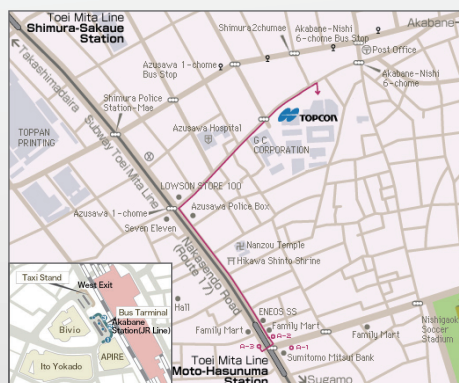 Toei Mita Line
Shimura-Sakaue
Station
Takashimadaira
Shimura2chumae
Akabane-Nishi
6-chome Bus Stop
Akabane-
Post Office
Azusawa 1-chome
Bus Stop
Akabane-Nishi
6-chome
Shimura Police
Station-Mae
TOPPAN
PRINTING
Subway Toei Mita Line
Azusawa Hospital
TOPCON
G.C.
CORPORATION
LOWSON STORE 100
Azusawa 1-chome
Azusawa Police Box
Seven Eleven
Nakasendo Road
(Route 17)
Nanzou Temple
Hikawa Shinto Shrine
Taxi Stand
West Exit
Bus Tarminal
Akabane
Station(JR Line)
Bivio
Ito Yokado
APIRE
Hall
ENEOS SS
Family Mart
Family Mart
Family Mart
Nishigaok
Soccer
Stadium
A-2
A-3
A-1
Sumitomo Mitsui Bank
Toei Mita Line
Moto-Hasunuma
Station
Sugamo